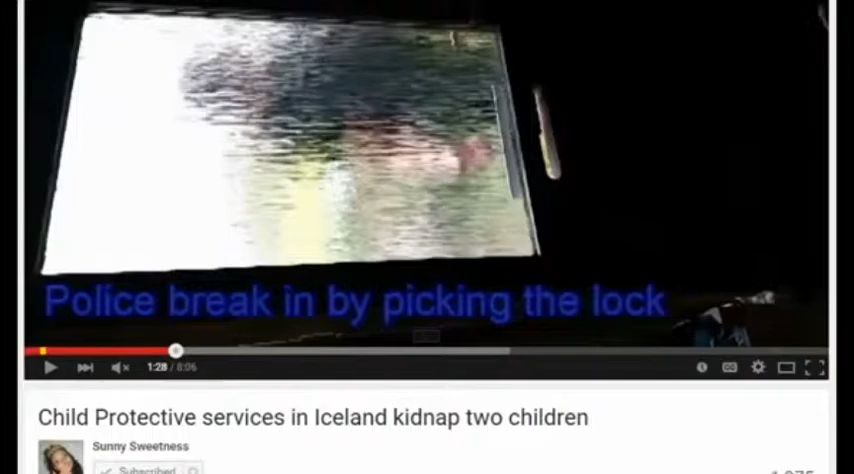 Police break in by picking the lock
1:28 / 8:06
CC
Child Protective services in Iceland kidnap two children
Sunny Sweetness
Subscribed